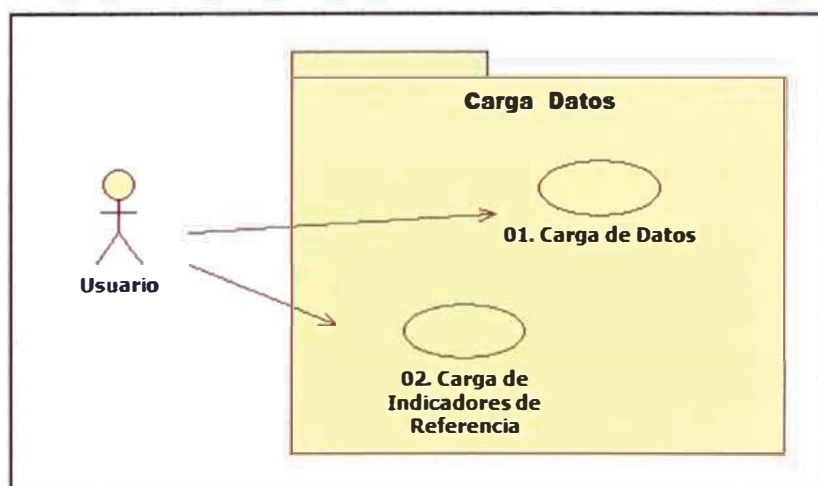 Carga Datos
01. Carga de Datos
Usuario
02. Carga de
Indicadores de
Referencia